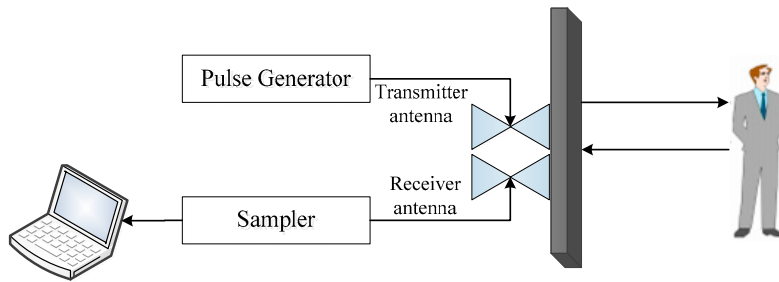 Pulse Generator
Transmitter
antenna
Receiver
antenna
Sampler